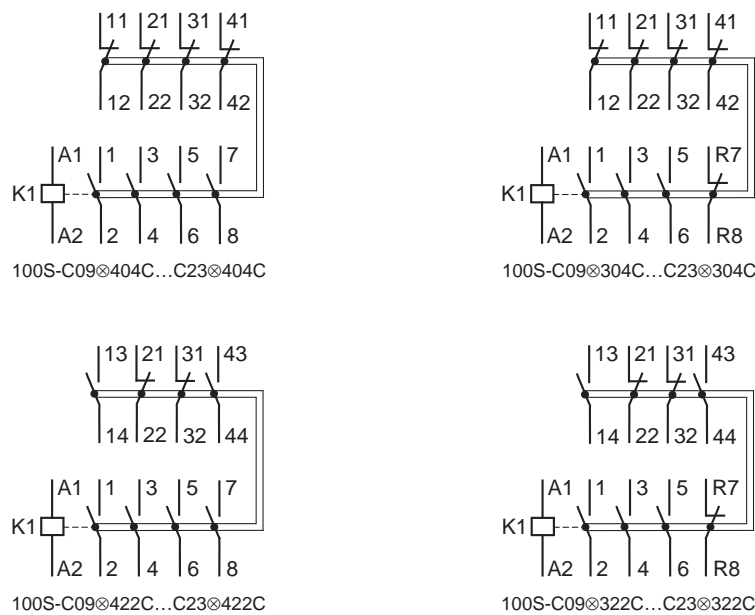 11 21 31 41
12 22 32 42
A1 1 3 5 7
K1
A2 2 4 6 8
100S-C09⊗404C…C23⊗404C
11 21 31 41
12 22 32 42
A1 1 3 5 R7
K1
A2 2 4 6 R8
100S-C09⊗304C…C23⊗304C
13 21 31 43
14 22 32 44
A1 1 3 5 7
K1
A2 2 4 6 8
100S-C09⊗422C…C23⊗422C
13 21 31 43
14 22 32 44
A1 1 3 5 R7
K1
A2 2 4 6 R8
100S-C09⊗322C…C23⊗322C